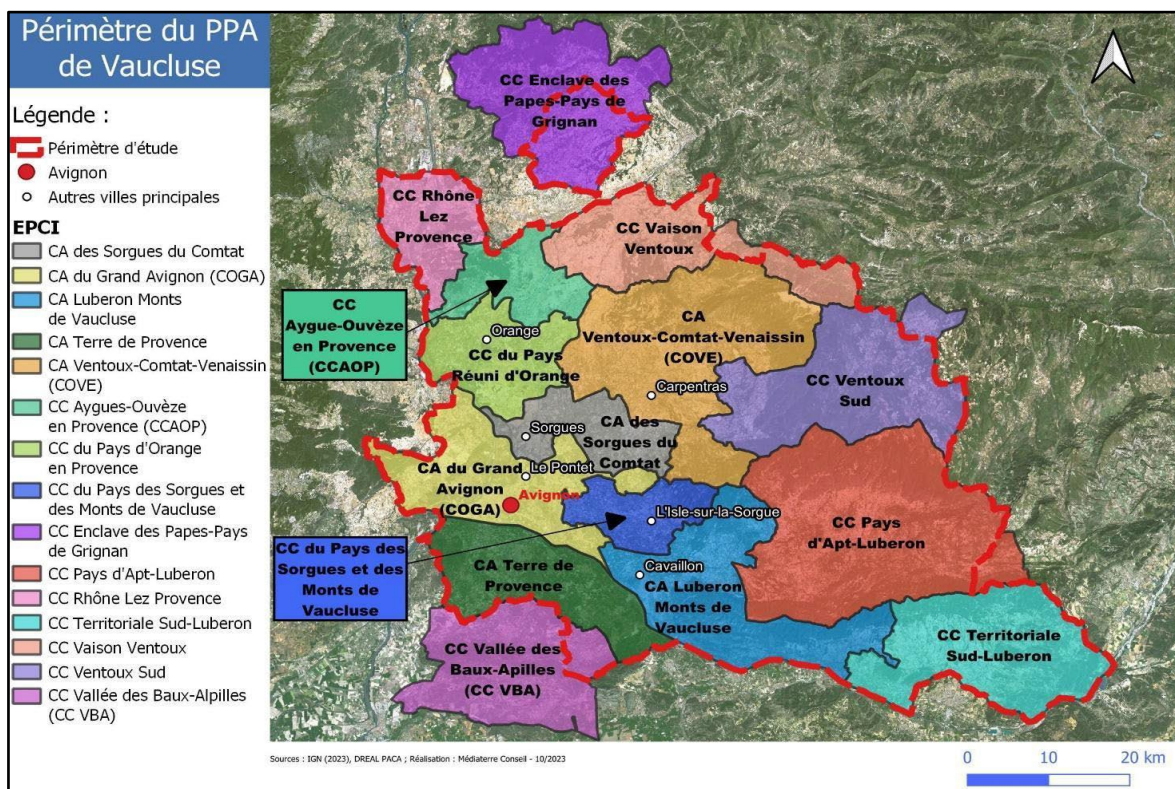 Périmètre du PPA
de Vaucluse
Légende :
Périmètre d'étude
Avignon
Autres villes principales
EPCI
CA des Sorgues du Comtat
CA du Grand Avignon (COGA)
CA Luberon Monts
de Vaucluse
CA Terre de Provence
CA Ventoux-Comtat-Venaissin
(COVE)
CC Aygues-Ouvèze
en Provence (CCAOP)
CC du Pays d'Orange
en Provence
CC du Pays des Sorgues et
des Monts de Vaucluse
CC Enclave des Papes-Pays
de Grignan
CC Pays d'Apt-Luberon
CC Rhône Lez Provence
CC Territoriale Sud-Luberon
CC Vaison Ventoux
CC Ventoux Sud
CC Vallée des Baux-Alpilles
(CC VBA)
CC Enclave des
Papes-Pays de
Grignan
CC Rhône
Lez
Provence
CC Vaison
Ventoux
CC
Aygue-Ouvèze
en Provence
(CCAOP)
Orange
CC du Pays
Réuni d'Orange
CA
Ventoux-Comtat-Venaissin
(COVE)
Carpentras
CC Ventoux
Sud
Sorgues
CA des
Sorgues du
Comtat
Le Pontet
CA du Grand
Avignon
(COGA)
Avignon
L'Isle-sur-la-Sorgue
CC Pays
d'Apt-Luberon
CC du Pays des
Sorgues et des
Monts de
Vaucluse
CA Terre de
Provence
Cavaillon
CA Luberon
Monts de
Vaucluse
CC Territoriale
Sud-Luberon
CC Vallée des
Baux-Apilles
(CC VBA)
Sources : IGN (2023), DREAL PACA ; Réalisation : Médiaterre Conseil - 10/2023
0 10 20 km